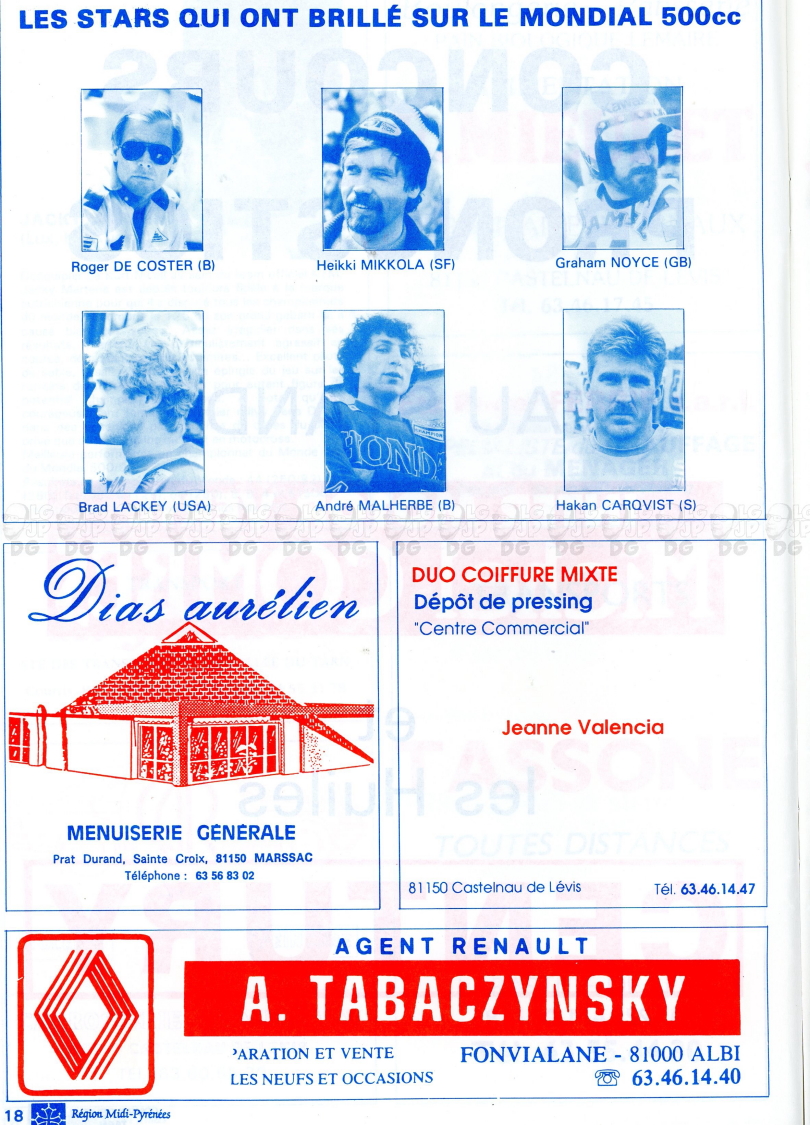 LES STARS QUI ONT BRILLÉ SUR LE MONDIAL 500cc
Roger DE COSTER (B)
Heikki MIKKOLA (SF)
Graham NOYCE (GB)
HONDA
Brad LACKEY (USA)
André MALHERBE (B)
Hakan CARQVIST (S)
Dias aurélien
MENUISERIE GÉNÉRALE
Prat Durand, Sainte Croix, 81150 MARSSAC
Téléphone : 63 56 83 02
DUO COIFFURE MIXTE
Dépôt de pressing
"Centre Commercial"
Jeanne Valencia
81150 Castelnau de Lévis
Tél. 63.46.14.47
AGENT RENAULT
A. TABACZYNSKY
'ARATION ET VENTE
LES NEUFS ET OCCASIONS
FONVIALANE - 81000 ALBI
☏ 63.46.14.40
18 Région Midi-Pyrénées